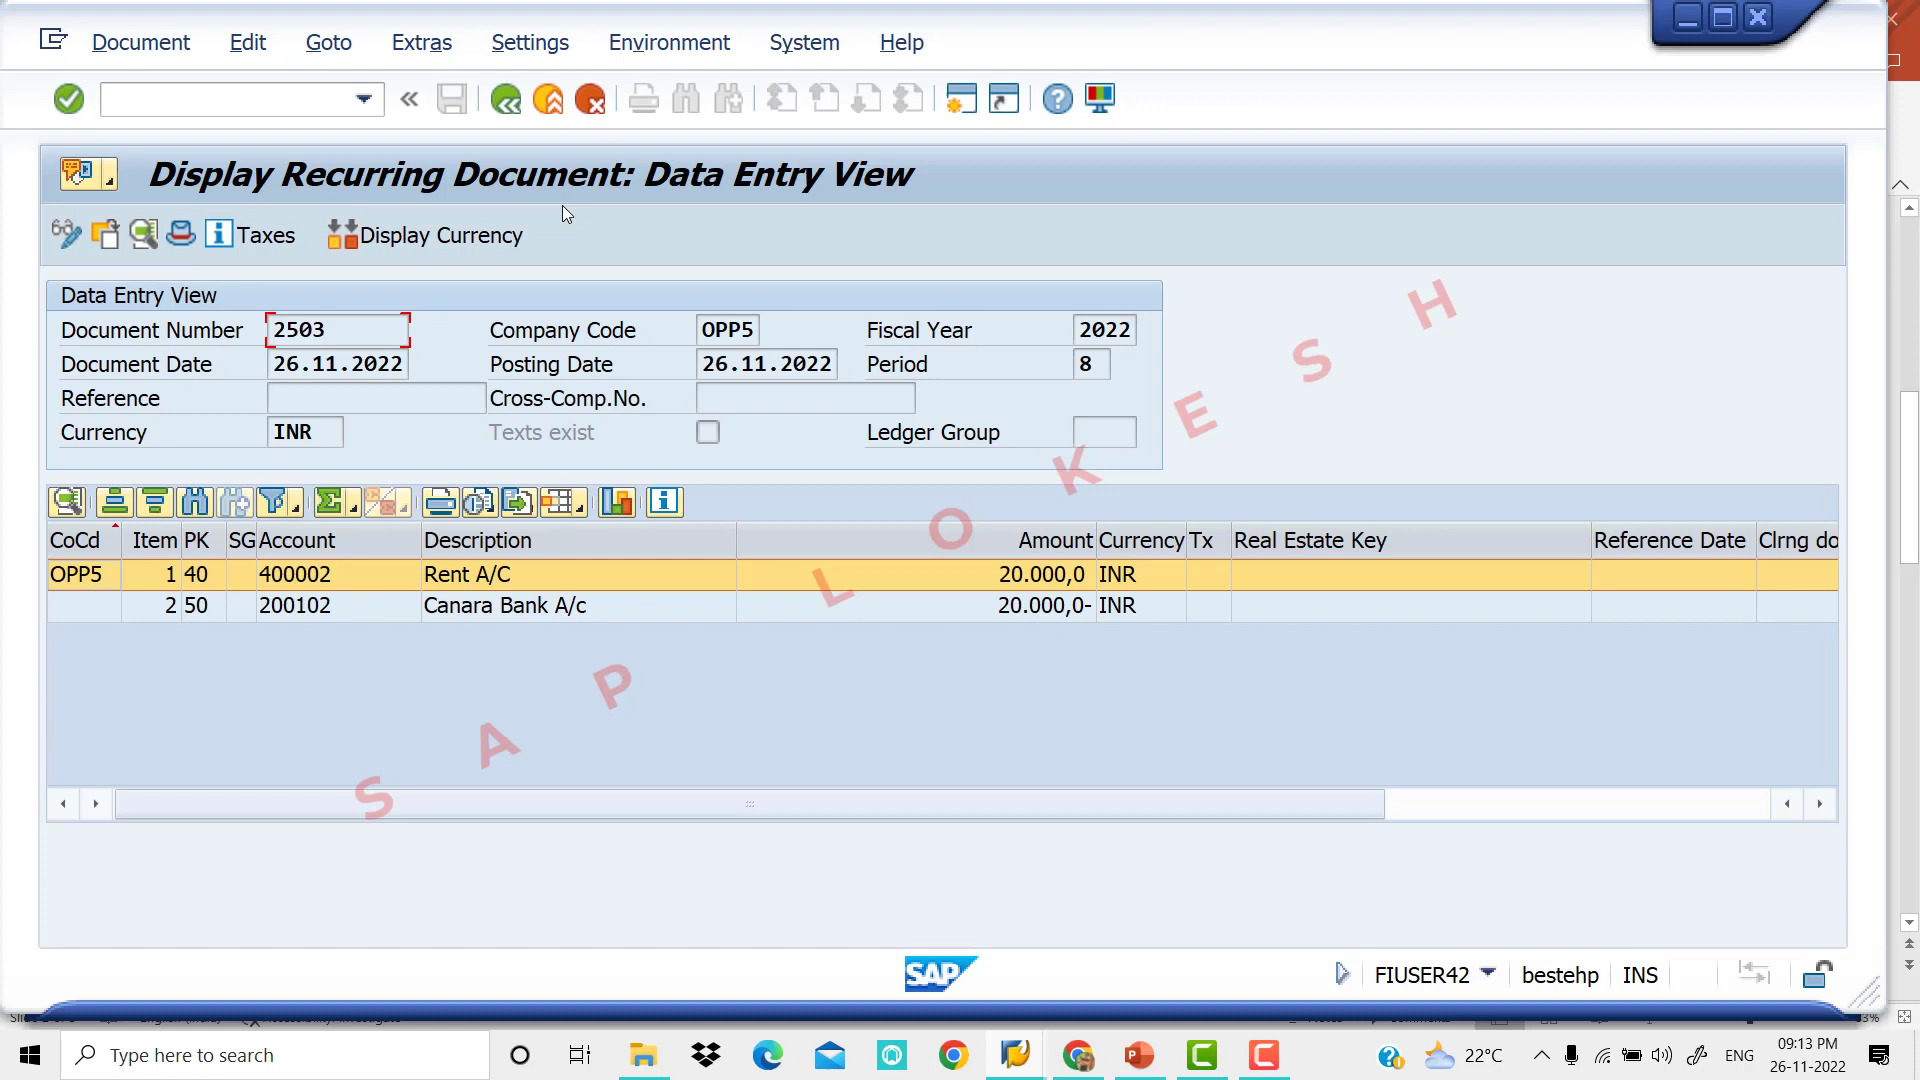 Document Edit Goto Extras Settings Environment System Help
Display Recurring Document: Data Entry View
Taxes Display Currency
Data Entry View
Document Number 2503 Company Code OPP5 Fiscal Year 2022
Document Date 26.11.2022 Posting Date 26.11.2022 Period 8
Reference Cross-Comp.No.
Currency INR Texts exist Ledger Group
CoCd Item PK SG Account Description Amount Currency Tx Real Estate Key Reference Date Clrng do
OPP5 1 40 400002 Rent A/C 20.000,0 INR
2 50 200102 Canara Bank A/c 20.000,0- INR
SAP LOKESH
SAP FIUSER42 bestehp INS
Type here to search 22°C ENG 09:13 PM
26-11-2022